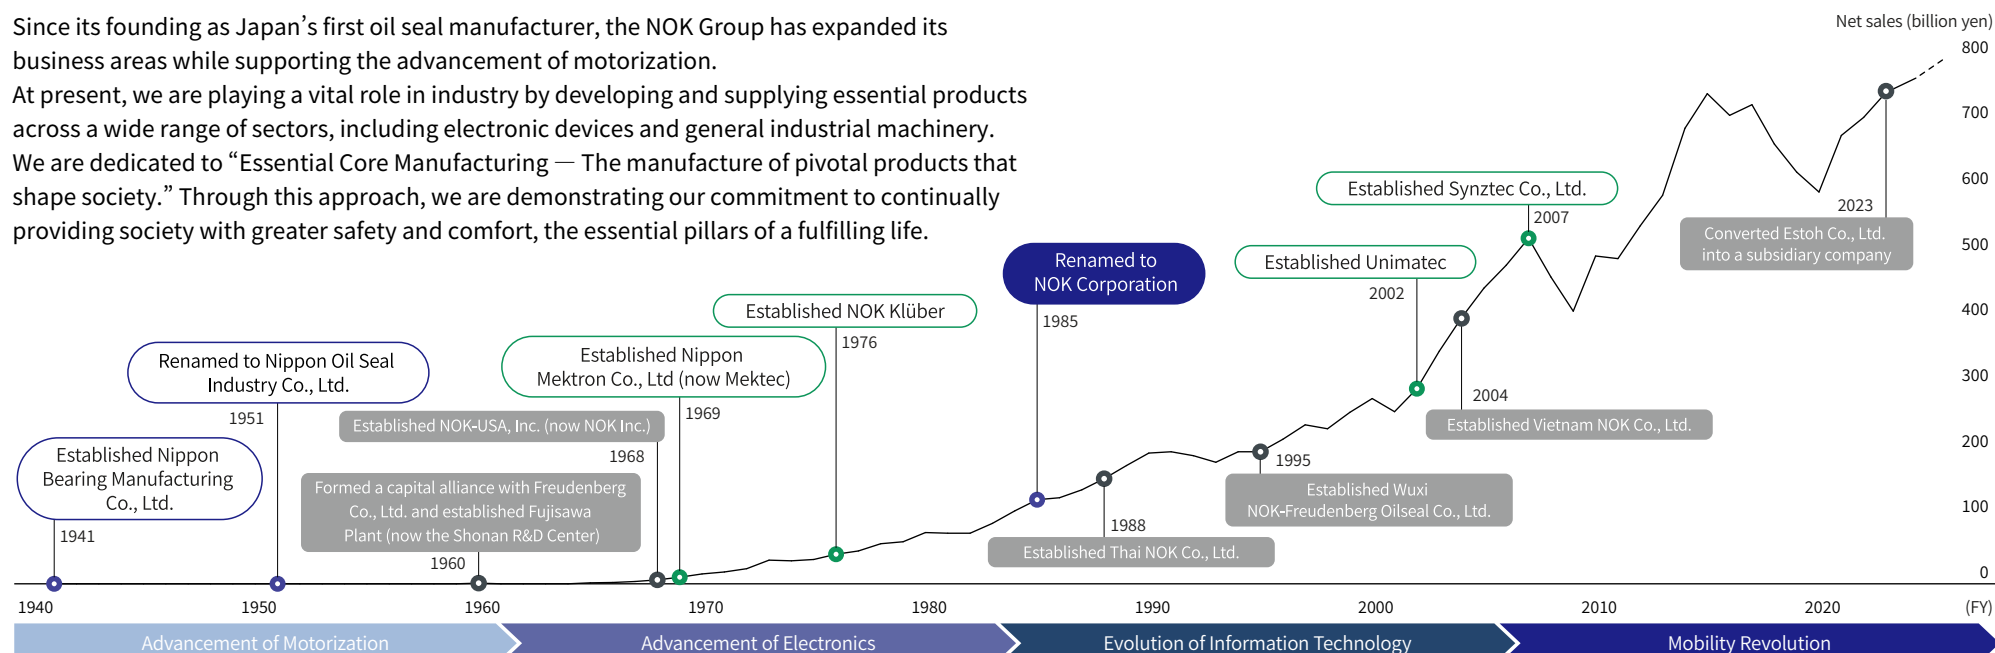 Since its founding as Japan’s first oil seal manufacturer, the NOK Group has expanded its
business areas while supporting the advancement of motorization.
At present, we are playing a vital role in industry by developing and supplying essential products
across a wide range of sectors, including electronic devices and general industrial machinery.
We are dedicated to “Essential Core Manufacturing — The manufacture of pivotal products that
shape society.” Through this approach, we are demonstrating our commitment to continually
providing society with greater safety and comfort, the essential pillars of a fulfilling life.
Net sales (billion yen)
800
700
600
500
400
300
200
100
0
Established Nippon
Bearing Manufacturing
Co., Ltd.
1941
Renamed to Nippon Oil Seal
Industry Co., Ltd.
1951
Formed a capital alliance with Freudenberg
Co., Ltd. and established Fujisawa
Plant (now the Shonan R&D Center)
1960
Established NOK-USA, Inc. (now NOK Inc.)
1968
Established Nippon
Mektron Co., Ltd (now Mektec)
1969
Established NOK Klüber
1976
Renamed to
NOK Corporation
1985
1988
Established Thai NOK Co., Ltd.
1995
Established Wuxi
NOK-Freudenberg Oilseal Co., Ltd.
Established Unimatec
2002
2004
Established Vietnam NOK Co., Ltd.
Established Synztec Co., Ltd.
2007
2023
Converted Estoh Co., Ltd.
into a subsidiary company
1940
1950
1960
1970
1980
1990
2000
2010
2020
(FY)
Advancement of Motorization
Advancement of Electronics
Evolution of Information Technology
Mobility Revolution